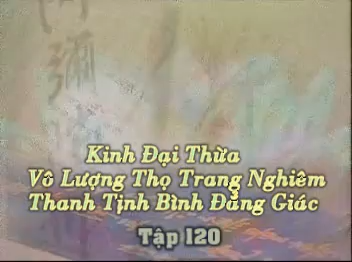 Kinh Đại Thừa
Vô Lượng Thọ Trang Nghiêm
Thanh Tịnh Bình Đẳng Giác
Tập 120